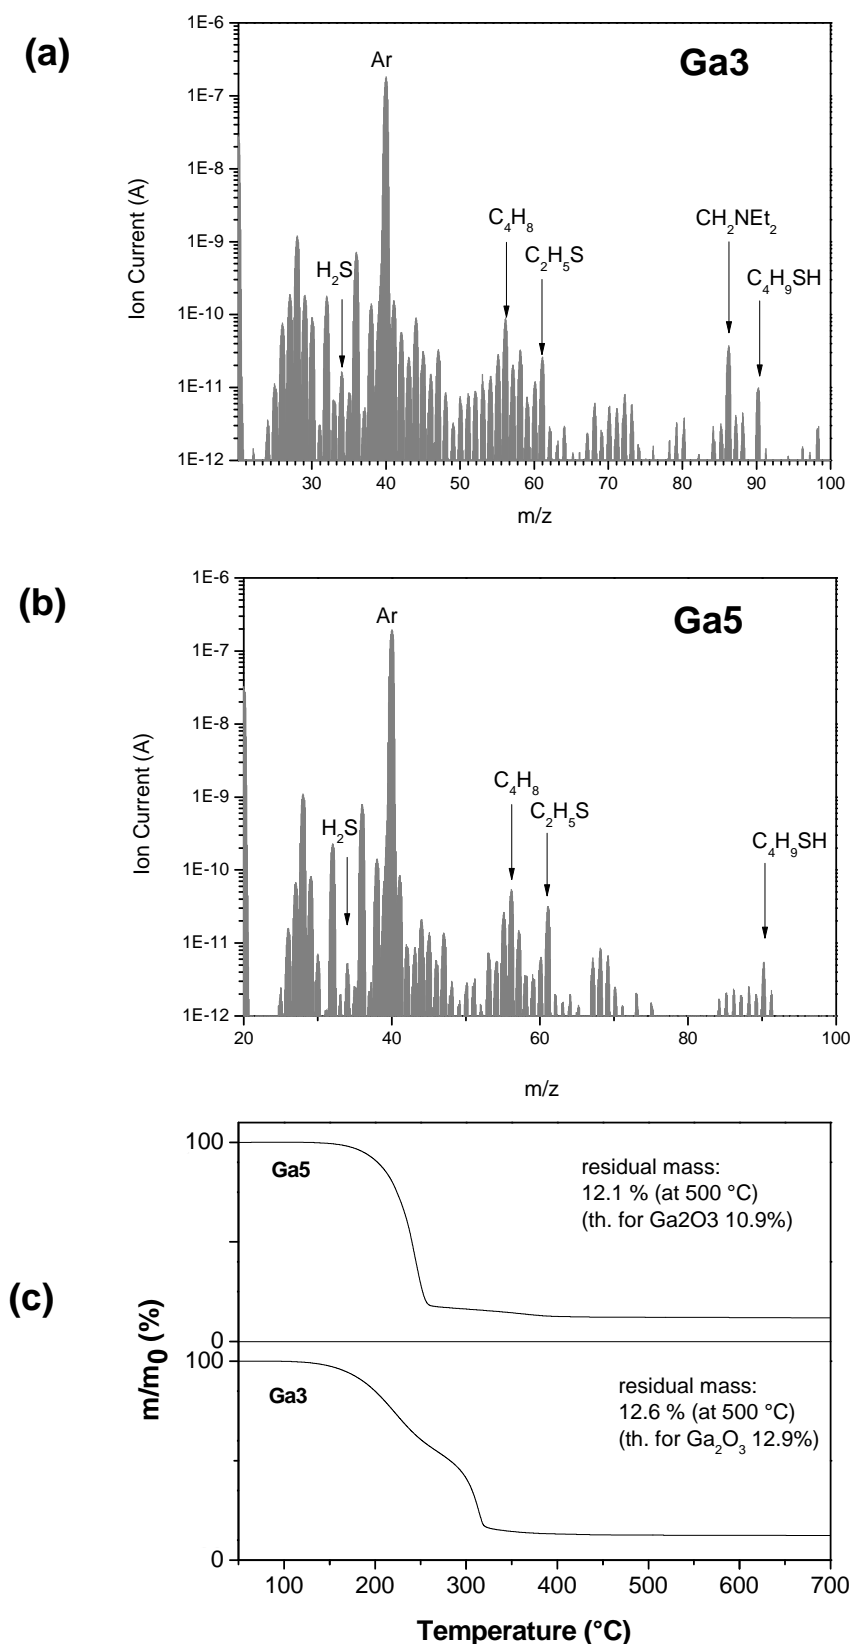 (a)
Ga3
1E-6
1E-7
1E-8
1E-9
1E-10
1E-11
1E-12
Ion Current (A)
Ar
H₂S
C₄H₈
C₂H₅S
CH₂NEt₂
C₄H₉SH
30 40 50 60 70 80 90 100
m/z
(b)
Ga5
1E-6
1E-7
1E-8
1E-9
1E-10
1E-11
1E-12
Ion Current (A)
Ar
H₂S
C₄H₈
C₂H₅S
C₄H₉SH
20 40 60 80 100
m/z
(c)
m/m₀ (%)
100
Ga5
residual mass:
12.1 % (at 500 °C)
(th. for Ga2O3 10.9%)
0
100
Ga3
residual mass:
12.6 % (at 500 °C)
(th. for Ga₂O₃ 12.9%)
0
100 200 300 400 500 600 700
Temperature (°C)